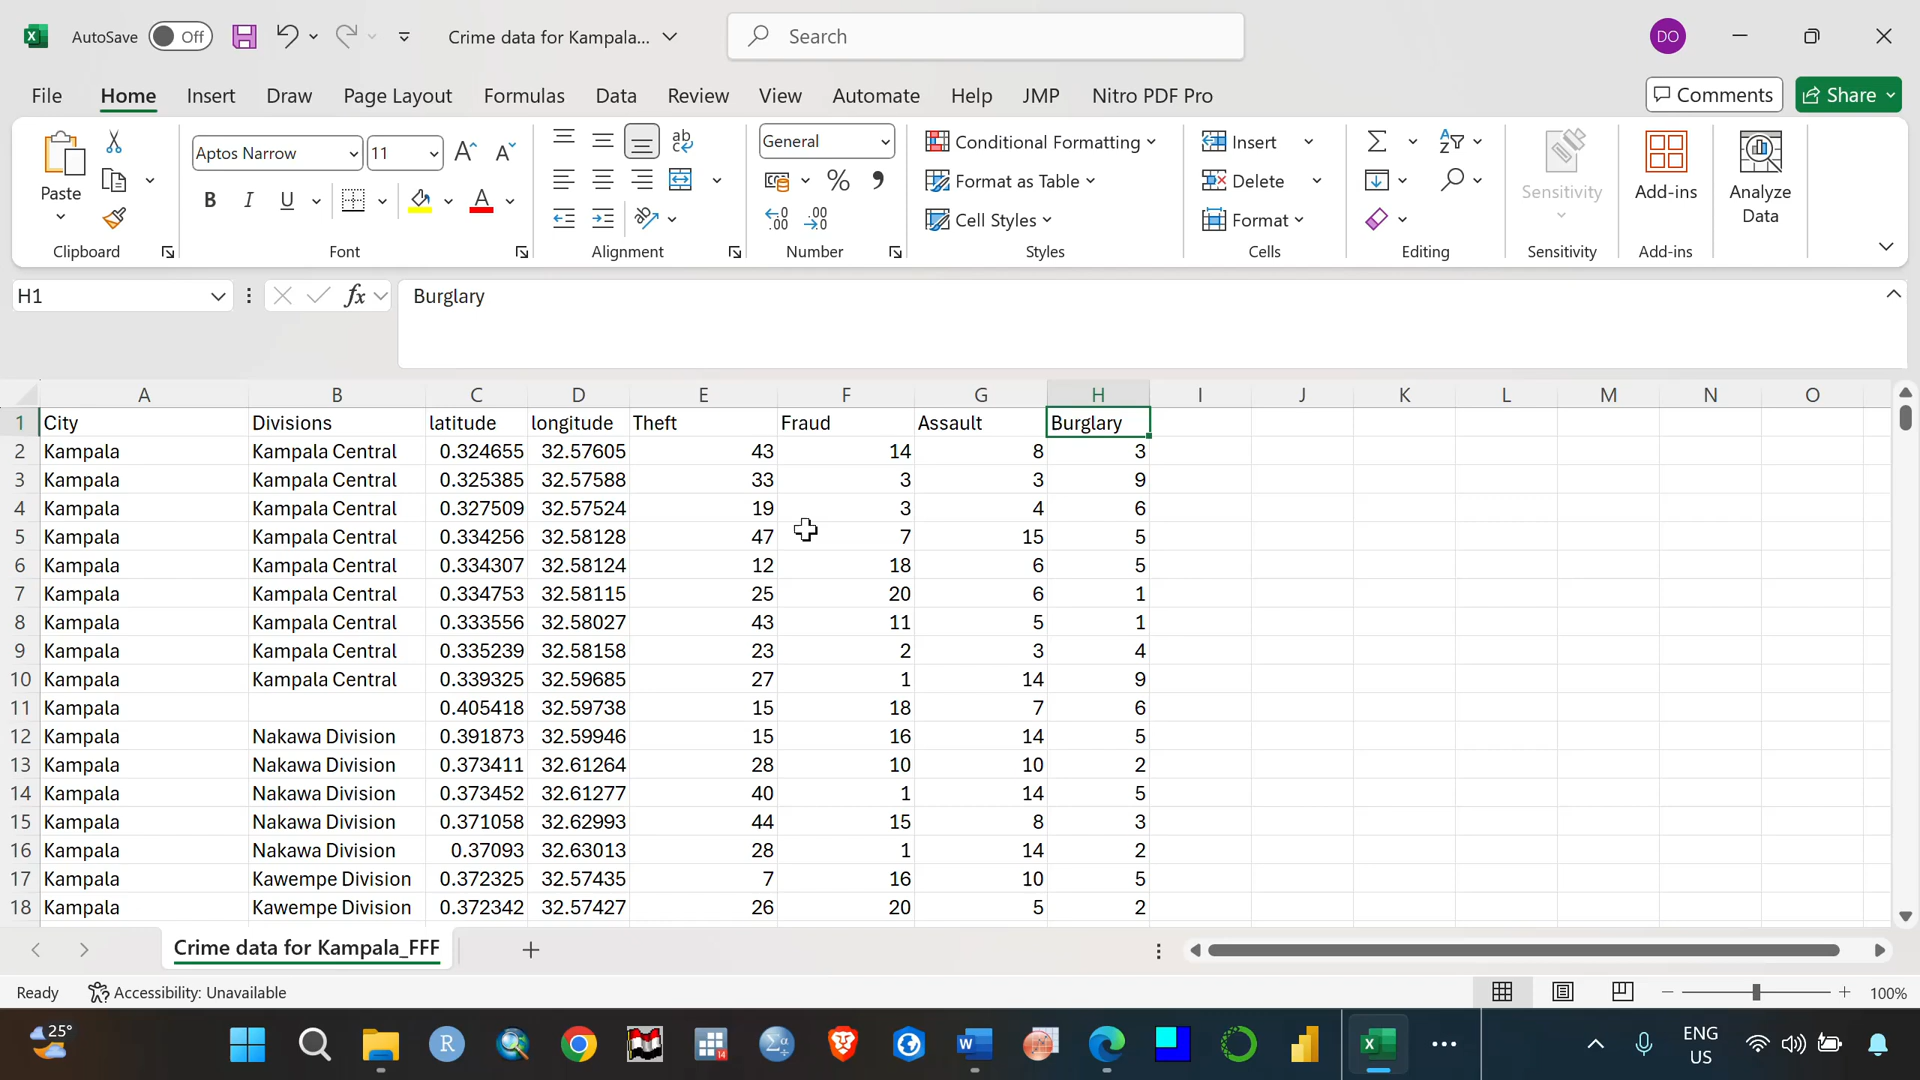 AutoSave Off Crime data for Kampala... Search DO
File Home Insert Draw Page Layout Formulas Data Review View Automate Help JMP Nitro PDF Pro Comments Share
Paste Aptos Narrow 11 General Conditional Formatting Format as Table Cell Styles Insert Delete Format Sensitivity Add-ins Analyze Data
Clipboard Font Alignment Number Styles Cells Editing Sensitivity Add-ins
H1 fx Burglary
A B C D E F G H I J K L M N O
1 City Divisions latitude longitude Theft Fraud Assault Burglary
2 Kampala Kampala Central 0.324655 32.57605 43 14 8 3
3 Kampala Kampala Central 0.325385 32.57588 33 3 3 9
4 Kampala Kampala Central 0.327509 32.57524 19 3 4 6
5 Kampala Kampala Central 0.334256 32.58128 47 7 15 5
6 Kampala Kampala Central 0.334307 32.58124 12 18 6 5
7 Kampala Kampala Central 0.334753 32.58115 25 20 6 1
8 Kampala Kampala Central 0.333556 32.58027 43 11 5 1
9 Kampala Kampala Central 0.335239 32.58158 23 2 3 4
10 Kampala Kampala Central 0.339325 32.59685 27 1 14 9
11 Kampala 0.405418 32.59738 15 18 7 6
12 Kampala Nakawa Division 0.391873 32.59946 15 16 14 5
13 Kampala Nakawa Division 0.373411 32.61264 28 10 10 2
14 Kampala Nakawa Division 0.373452 32.61277 40 1 14 5
15 Kampala Nakawa Division 0.371058 32.62993 44 15 8 3
16 Kampala Nakawa Division 0.37093 32.63013 28 1 14 2
17 Kampala Kawempe Division 0.372325 32.57435 7 16 10 5
18 Kampala Kawempe Division 0.372342 32.57427 26 20 5 2
Crime data for Kampala_FFF
Ready Accessibility: Unavailable 100%
25° ENG
US